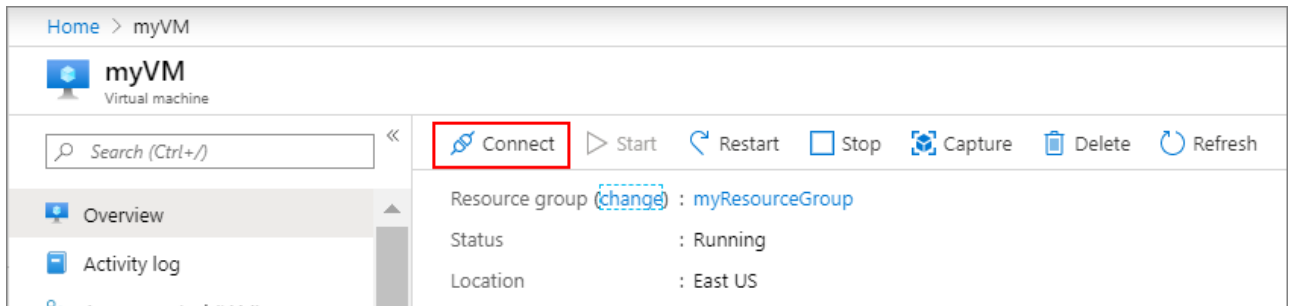 Home > myVM
myVM
Virtual machine
Search (Ctrl+/)
«
Connect Start Restart Stop Capture Delete Refresh
Overview
Activity log
Resource group (change) : myResourceGroup
Status : Running
Location : East US